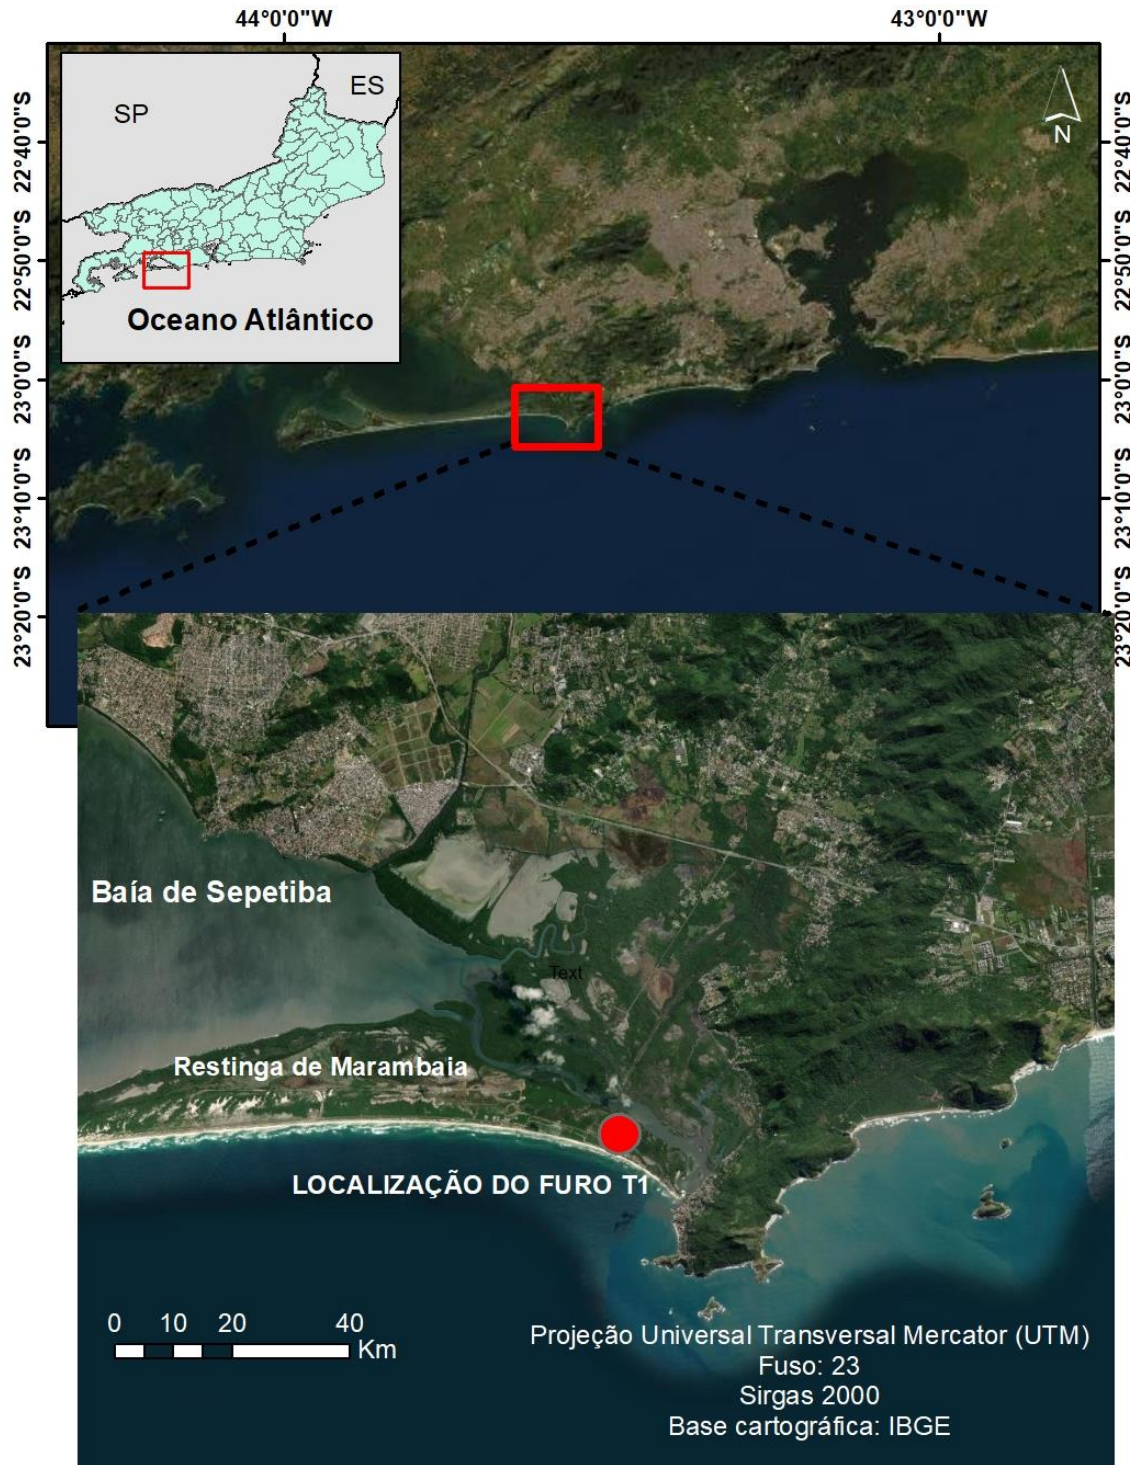 44°0'0"W
43°0'0"W
SP
ES
N
Oceano Atlântico
22°40'0"S
22°50'0"S
23°0'0"S
23°10'0"S
23°20'0"S
22°40'0"S
22°50'0"S
23°0'0"S
23°10'0"S
23°20'0"S
Baía de Sepetiba
Text
Restinga de Marambaia
LOCALIZAÇÃO DO FURO T1
0 10 20 40
Km
Projeção Universal Transversal Mercator (UTM)
Fuso: 23
Sirgas 2000
Base cartográfica: IBGE